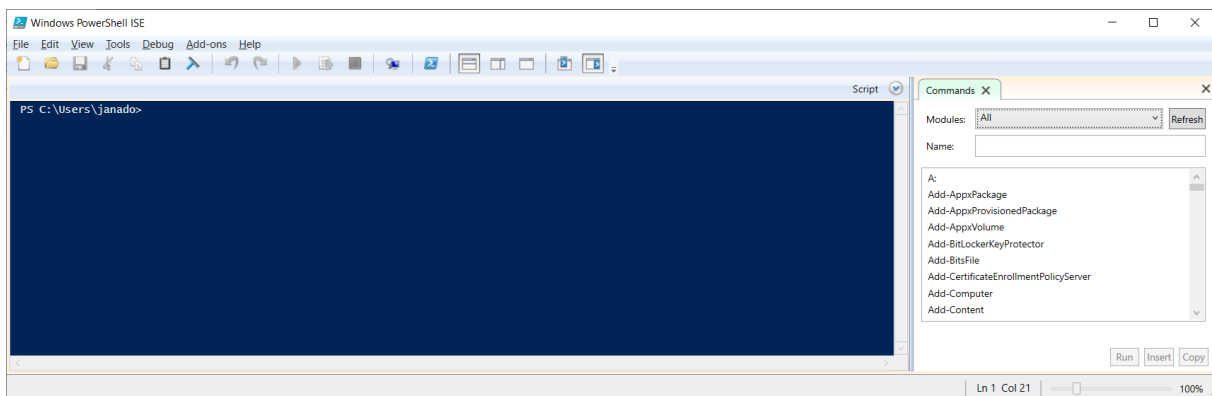 Windows PowerShell ISE
File Edit View Tools Debug Add-ons Help
Script
PS C:\Users\janado>
Commands
Modules: All Refresh
Name:
A:
Add-AppxPackage
Add-AppxProvisionedPackage
Add-AppxVolume
Add-BitLockerKeyProtector
Add-BitsFile
Add-CertificateEnrollmentPolicyServer
Add-Computer
Add-Content
Run Insert Copy
Ln 1 Col 21 100%